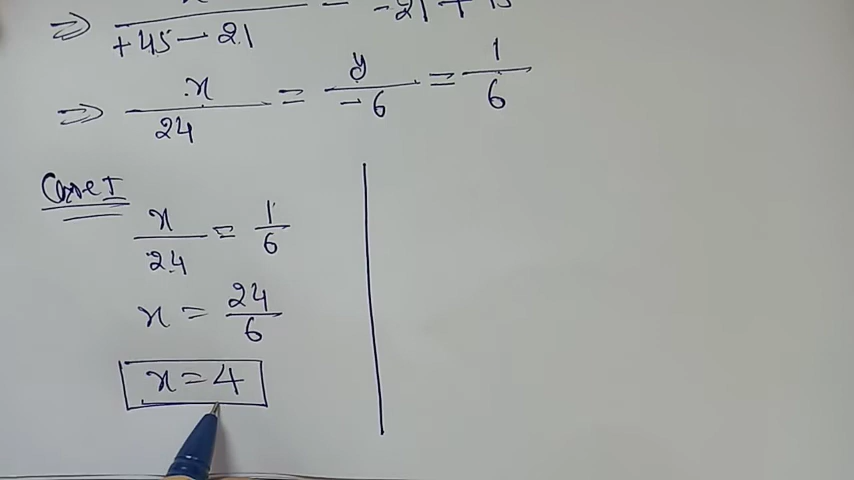 ⇒ x/(+45-21) = -21+15
⇒ x/24 = y/-6 = 1/6
Case I
x/24 = 1/6
x = 24/6
x = 4